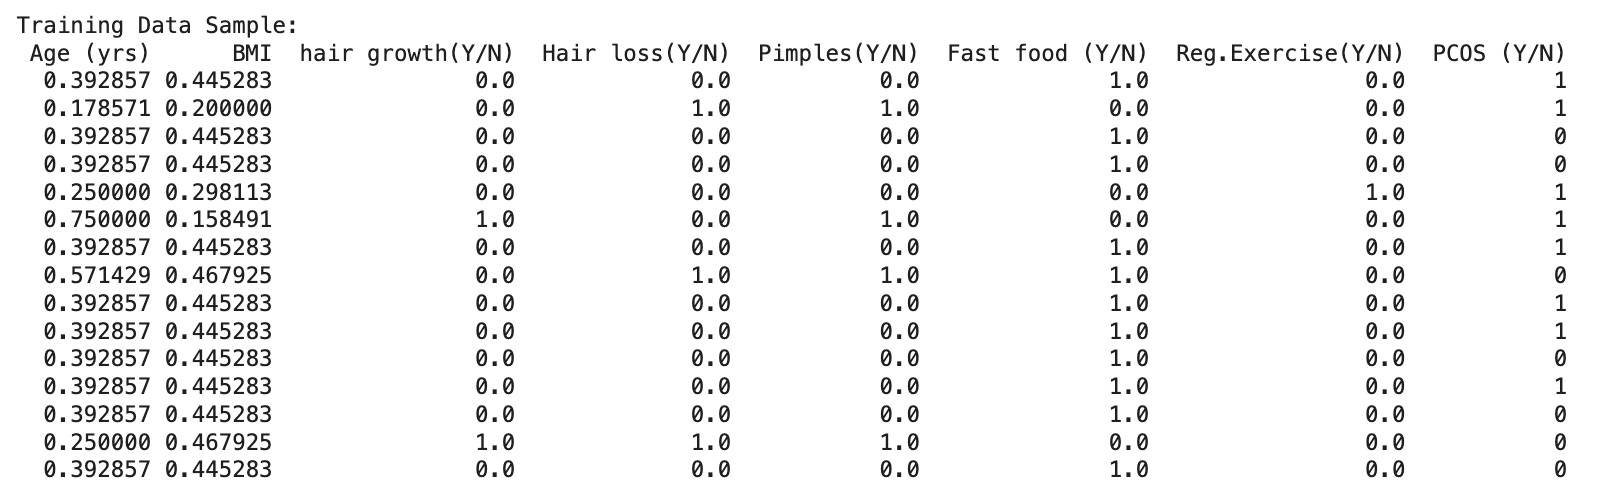 Training Data Sample:
Age (yrs) BMI hair growth(Y/N) Hair loss(Y/N) Pimples(Y/N) Fast food (Y/N) Reg.Exercise(Y/N) PCOS (Y/N)
0.392857 0.445283 0.0 0.0 0.0 1.0 0.0 1
0.178571 0.200000 0.0 1.0 1.0 0.0 0.0 1
0.392857 0.445283 0.0 0.0 0.0 1.0 0.0 0
0.392857 0.445283 0.0 0.0 0.0 1.0 0.0 0
0.250000 0.298113 0.0 0.0 0.0 0.0 1.0 1
0.750000 0.158491 1.0 0.0 1.0 0.0 0.0 1
0.392857 0.445283 0.0 0.0 0.0 1.0 0.0 1
0.571429 0.467925 0.0 1.0 1.0 1.0 0.0 0
0.392857 0.445283 0.0 0.0 0.0 1.0 0.0 1
0.392857 0.445283 0.0 0.0 0.0 1.0 0.0 1
0.392857 0.445283 0.0 0.0 0.0 1.0 0.0 0
0.392857 0.445283 0.0 0.0 0.0 1.0 0.0 1
0.392857 0.445283 0.0 0.0 0.0 1.0 0.0 0
0.250000 0.467925 1.0 1.0 1.0 0.0 0.0 0
0.392857 0.445283 0.0 0.0 0.0 1.0 0.0 0